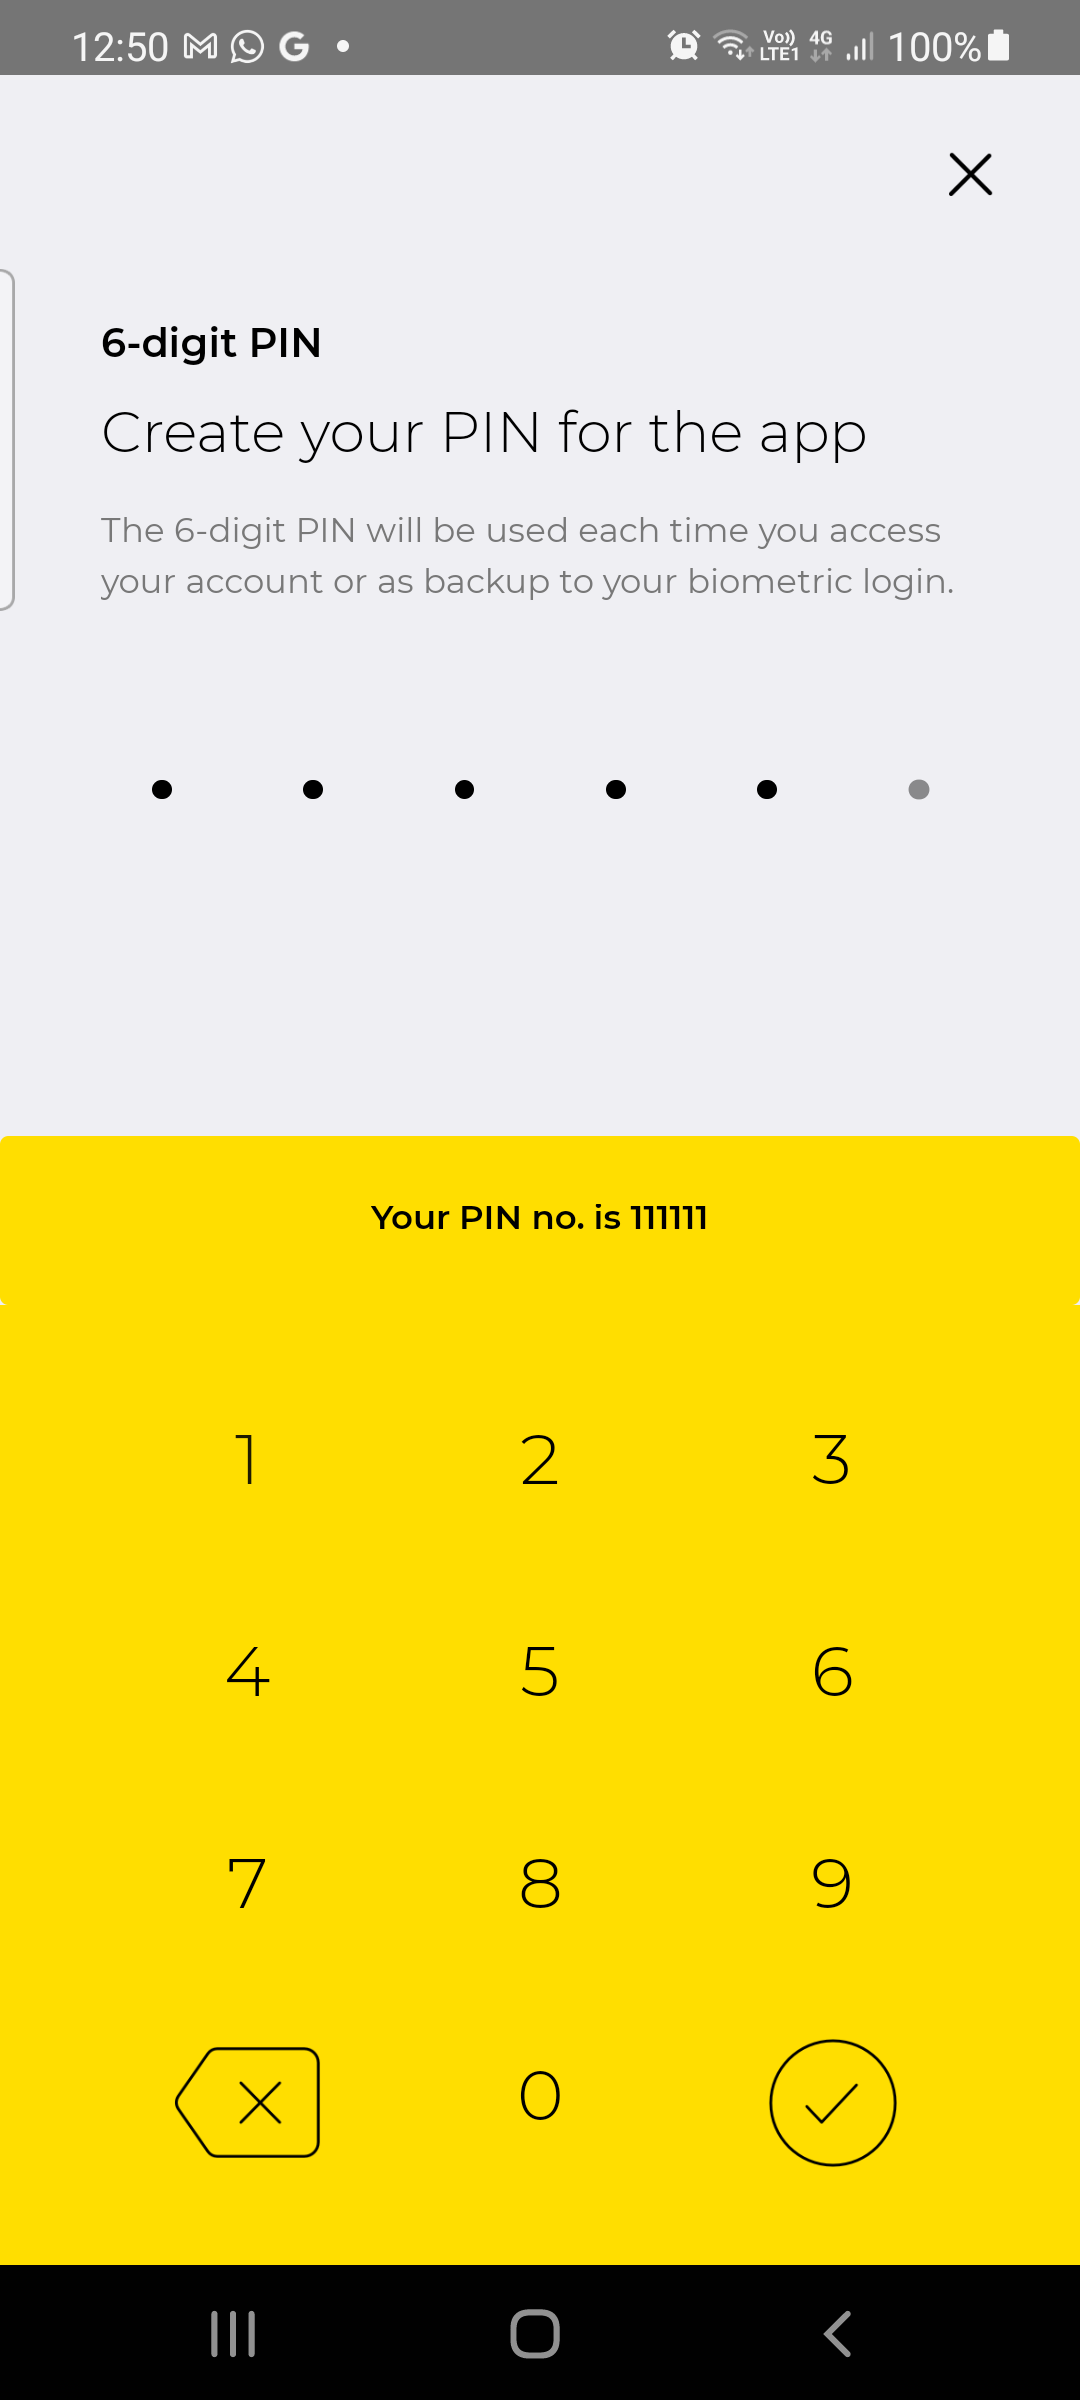 12:50 Vo)) LTE1 4G 100%
6-digit PIN
Create your PIN for the app
The 6-digit PIN will be used each time you access
your account or as backup to your biometric login.
Your PIN no. is 111111
1 2 3
4 5 6
7 8 9
0